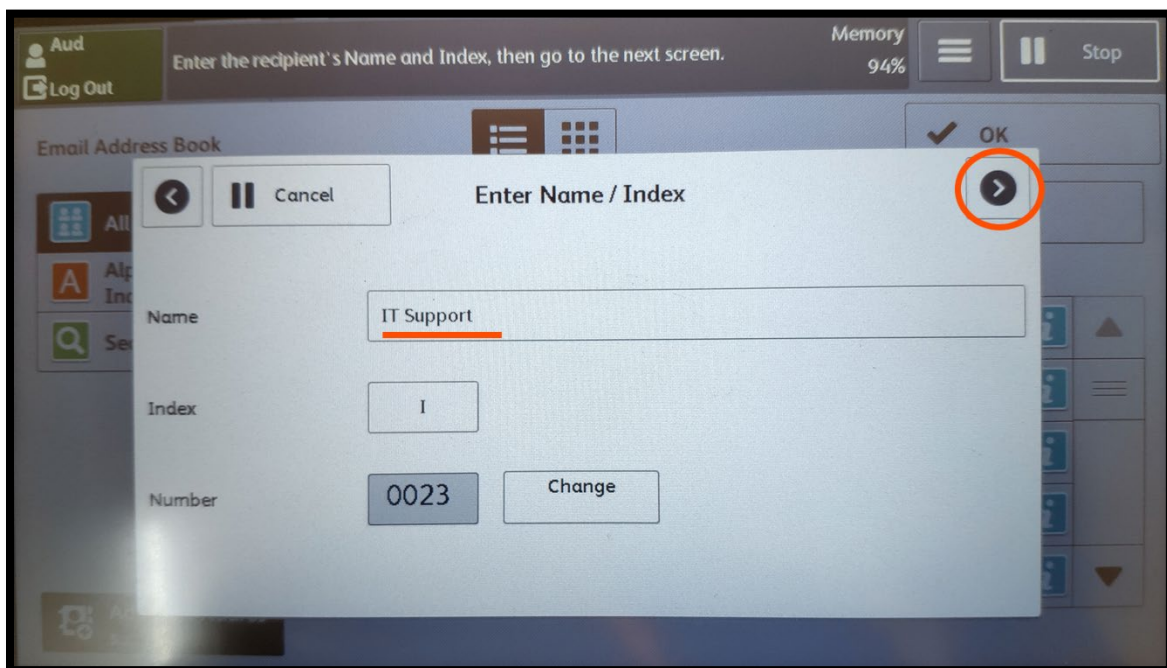 Aud
Log Out
Enter the recipient's Name and Index, then go to the next screen.
Memory
94%
Stop
Email Address Book
OK
Cancel
Enter Name / Index
All
A
Name
IT Support
Index
I
Number
0023
Change